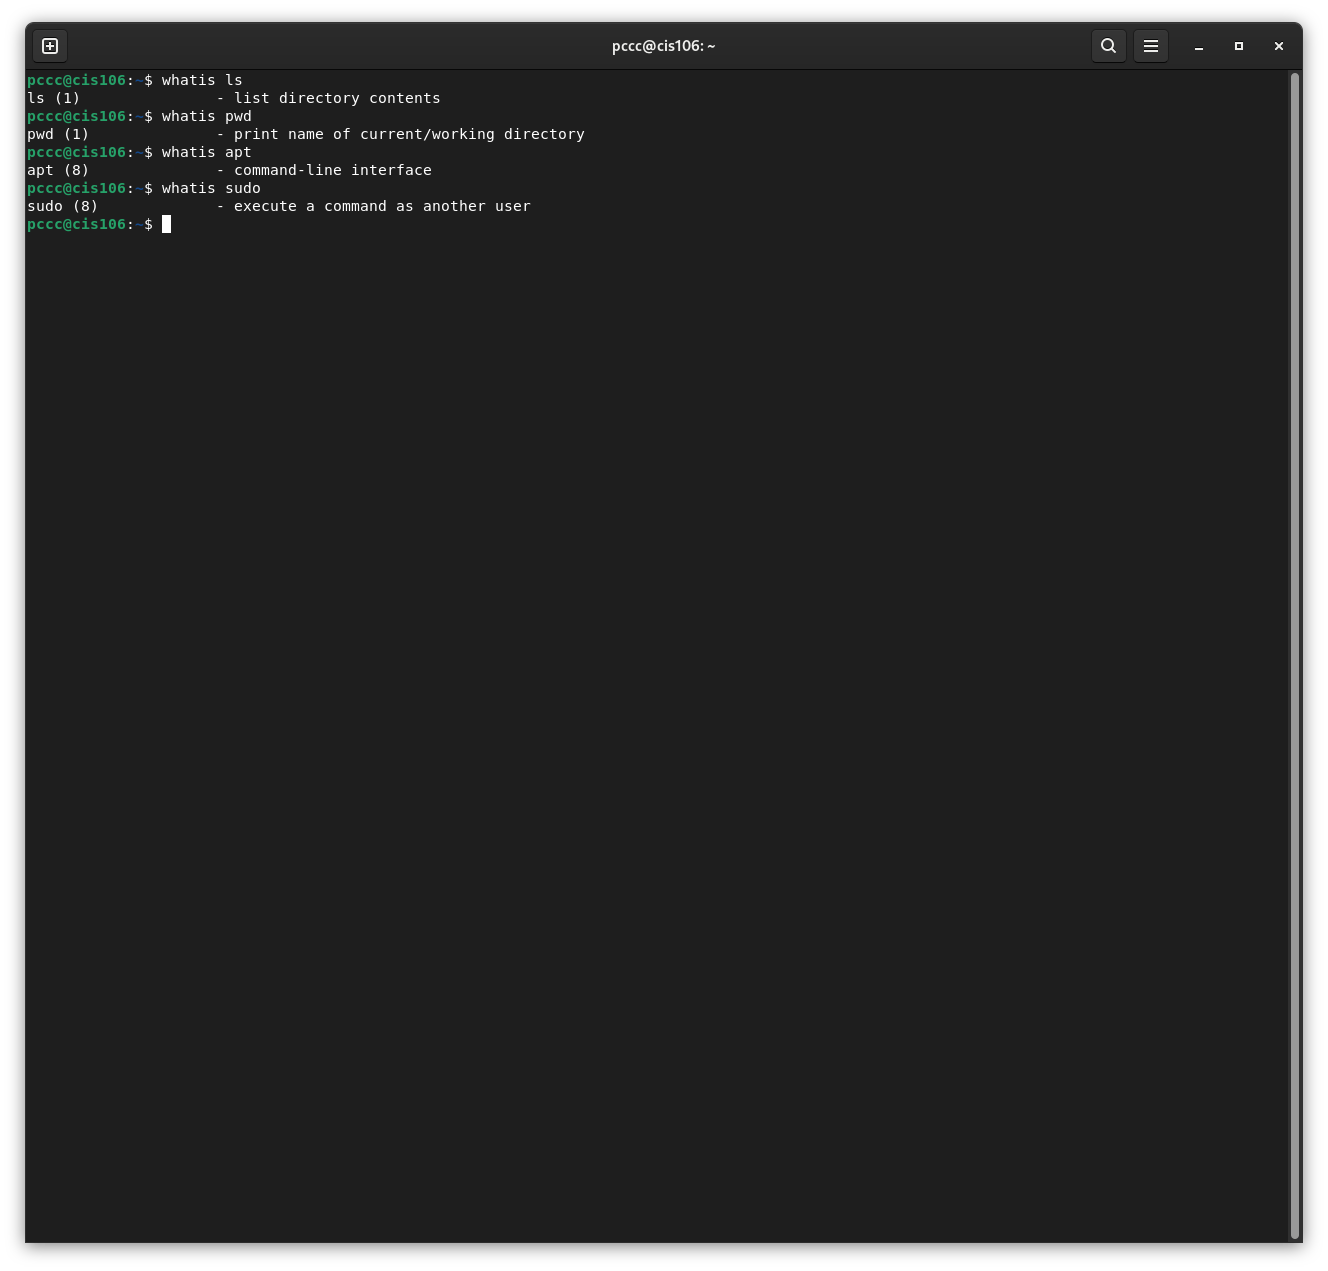 pccc@cis106: ~
pccc@cis106:~$ whatis ls
ls (1)               - list directory contents
pccc@cis106:~$ whatis pwd
pwd (1)              - print name of current/working directory
pccc@cis106:~$ whatis apt
apt (8)              - command-line interface
pccc@cis106:~$ whatis sudo
sudo (8)             - execute a command as another user
pccc@cis106:~$